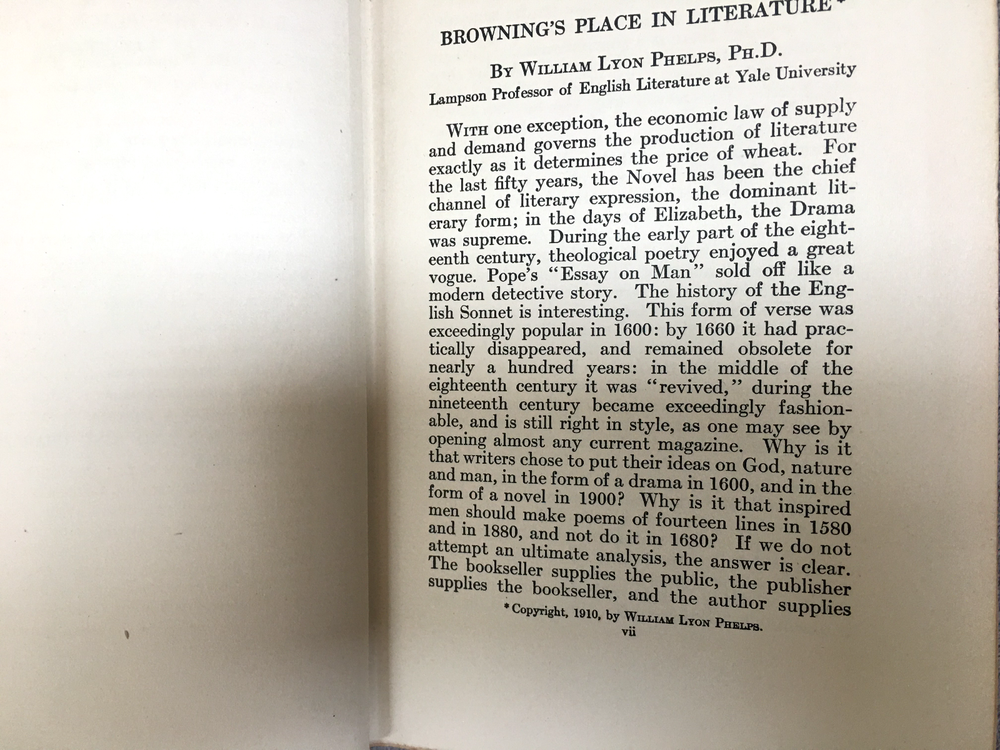 BROWNING'S PLACE IN LITERATURE*
By William Lyon Phelps, Ph.D.
Lampson Professor of English Literature at Yale University
With one exception, the economic law of supply
and demand governs the production of literature
exactly as it determines the price of wheat. For
the last fifty years, the Novel has been the chief
channel of literary expression, the dominant lit-
erary form; in the days of Elizabeth, the Drama
was supreme. During the early part of the eight-
eenth century, theological poetry enjoyed a great
vogue. Pope's "Essay on Man" sold off like a
modern detective story. The history of the Eng-
lish Sonnet is interesting. This form of verse was
exceedingly popular in 1600: by 1660 it had prac-
tically disappeared, and remained obsolete for
nearly a hundred years: in the middle of the
eighteenth century it was "revived," during the
nineteenth century became exceedingly fashion-
able, and is still right in style, as one may see by
opening almost any current magazine. Why is it
that writers chose to put their ideas on God, nature
and man, in the form of a drama in 1600, and in the
form of a novel in 1900? Why is it that inspired
men should make poems of fourteen lines in 1580
and in 1880, and not do it in 1680? If we do not
attempt an ultimate analysis, the answer is clear.
The bookseller supplies the public, the publisher
supplies the bookseller, and the author supplies
*Copyright, 1910, by William Lyon Phelps.
vii